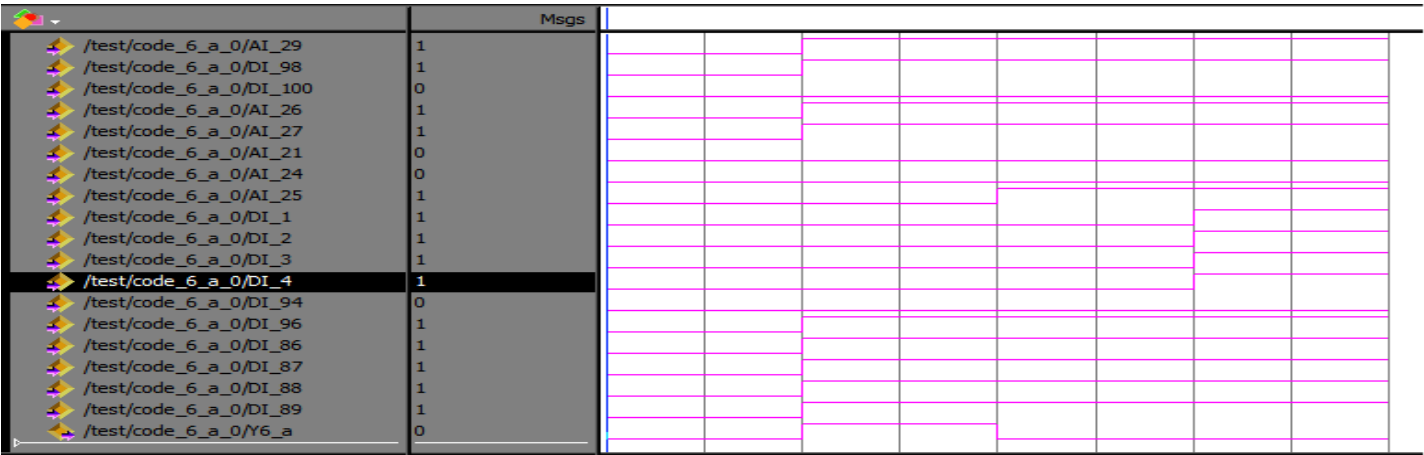 Msgs
/test/code_6_a_0/AI_29 1
/test/code_6_a_0/DI_98 1
/test/code_6_a_0/DI_100 0
/test/code_6_a_0/AI_26 1
/test/code_6_a_0/AI_27 1
/test/code_6_a_0/AI_21 0
/test/code_6_a_0/AI_24 0
/test/code_6_a_0/AI_25 1
/test/code_6_a_0/DI_1 1
/test/code_6_a_0/DI_2 1
/test/code_6_a_0/DI_3 1
/test/code_6_a_0/DI_4 1
/test/code_6_a_0/DI_94 0
/test/code_6_a_0/DI_96 1
/test/code_6_a_0/DI_86 1
/test/code_6_a_0/DI_87 1
/test/code_6_a_0/DI_88 1
/test/code_6_a_0/DI_89 1
/test/code_6_a_0/Y6_a 0